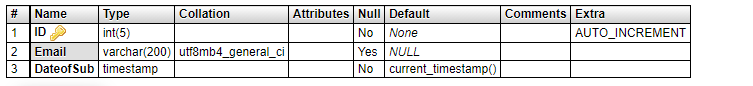 # Name Type Collation Attributes Null Default Comments Extra
1 ID int(5) No None AUTO_INCREMENT
2 Email varchar(200) utf8mb4_general_ci Yes NULL
3 DateofSub timestamp No current_timestamp()